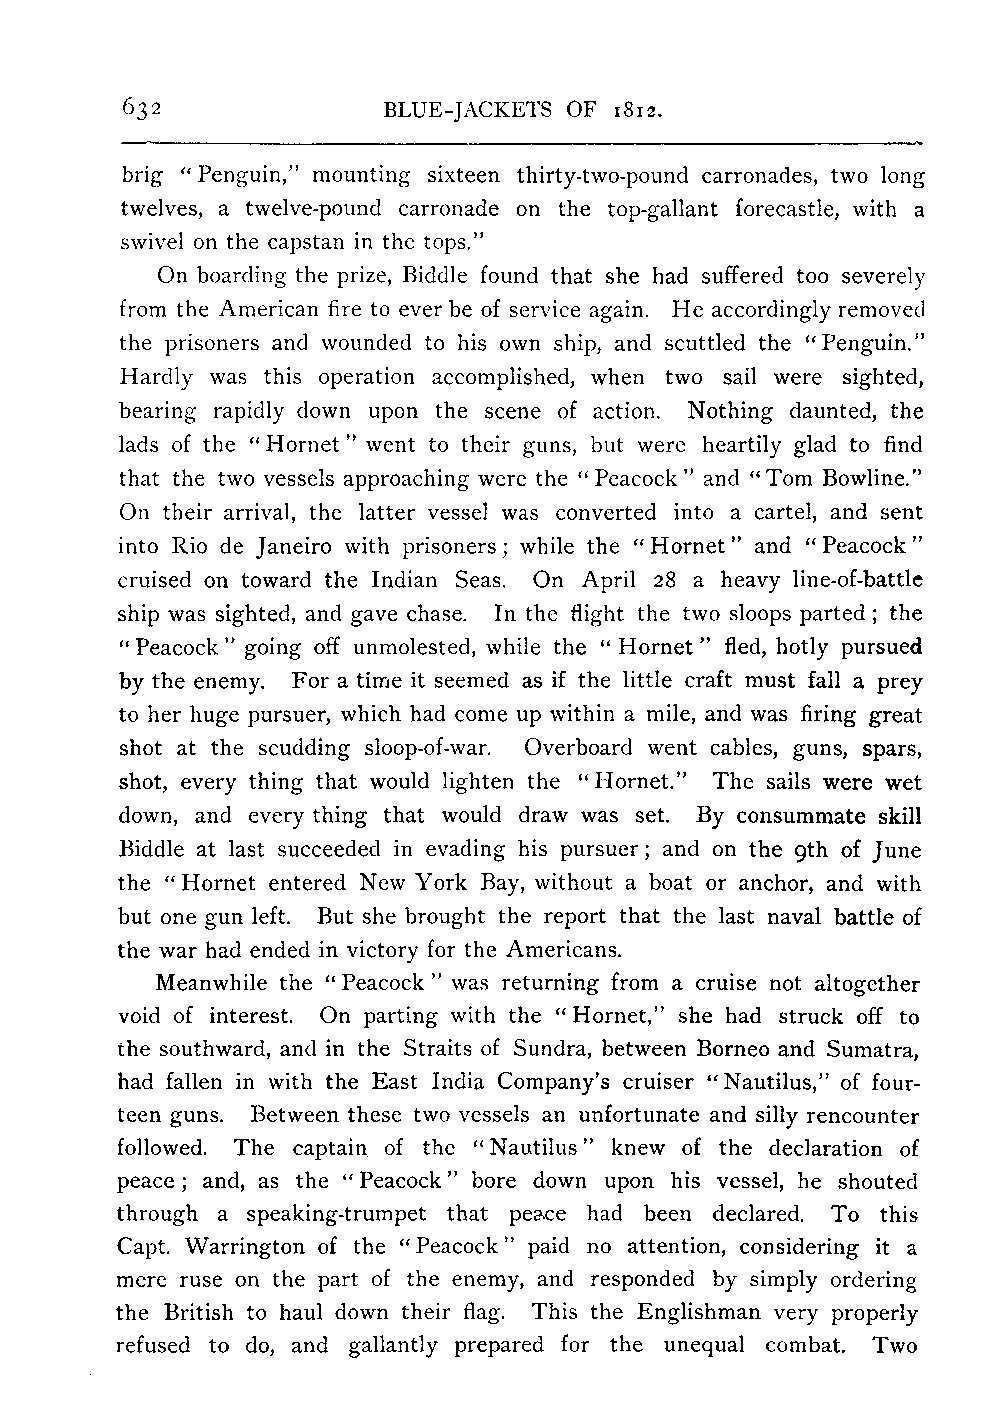 632 BLUE-JACKETS OF 1812.
brig "Penguin," mounting sixteen thirty-two-pound carronades, two long
twelves, a twelve-pound carronade on the top-gallant forecastle, with a
swivel on the capstan in the tops."
On boarding the prize, Biddle found that she had suffered too severely
from the American fire to ever be of service again. He accordingly removed
the prisoners and wounded to his own ship, and scuttled the "Penguin."
Hardly was this operation accomplished, when two sail were sighted,
bearing rapidly down upon the scene of action. Nothing daunted, the
lads of the "Hornet" went to their guns, but were heartily glad to find
that the two vessels approaching were the "Peacock" and "Tom Bowline."
On their arrival, the latter vessel was converted into a cartel, and sent
into Rio de Janeiro with prisoners; while the "Hornet" and "Peacock"
cruised on toward the Indian Seas. On April 28 a heavy line-of-battle
ship was sighted, and gave chase. In the flight the two sloops parted; the
"Peacock" going off unmolested, while the "Hornet" fled, hotly pursued
by the enemy. For a time it seemed as if the little craft must fall a prey
to her huge pursuer, which had come up within a mile, and was firing great
shot at the scudding sloop-of-war. Overboard went cables, guns, spars,
shot, every thing that would lighten the "Hornet." The sails were wet
down, and every thing that would draw was set. By consummate skill
Biddle at last succeeded in evading his pursuer; and on the 9th of June
the "Hornet entered New York Bay, without a boat or anchor, and with
but one gun left. But she brought the report that the last naval battle of
the war had ended in victory for the Americans.
Meanwhile the "Peacock" was returning from a cruise not altogether
void of interest. On parting with the "Hornet," she had struck off to
the southward, and in the Straits of Sundra, between Borneo and Sumatra,
had fallen in with the East India Company's cruiser "Nautilus," of four-
teen guns. Between these two vessels an unfortunate and silly rencounter
followed. The captain of the "Nautilus" knew of the declaration of
peace; and, as the "Peacock" bore down upon his vessel, he shouted
through a speaking-trumpet that peace had been declared. To this
Capt. Warrington of the "Peacock" paid no attention, considering it a
mere ruse on the part of the enemy, and responded by simply ordering
the British to haul down their flag. This the Englishman very properly
refused to do, and gallantly prepared for the unequal combat. Two